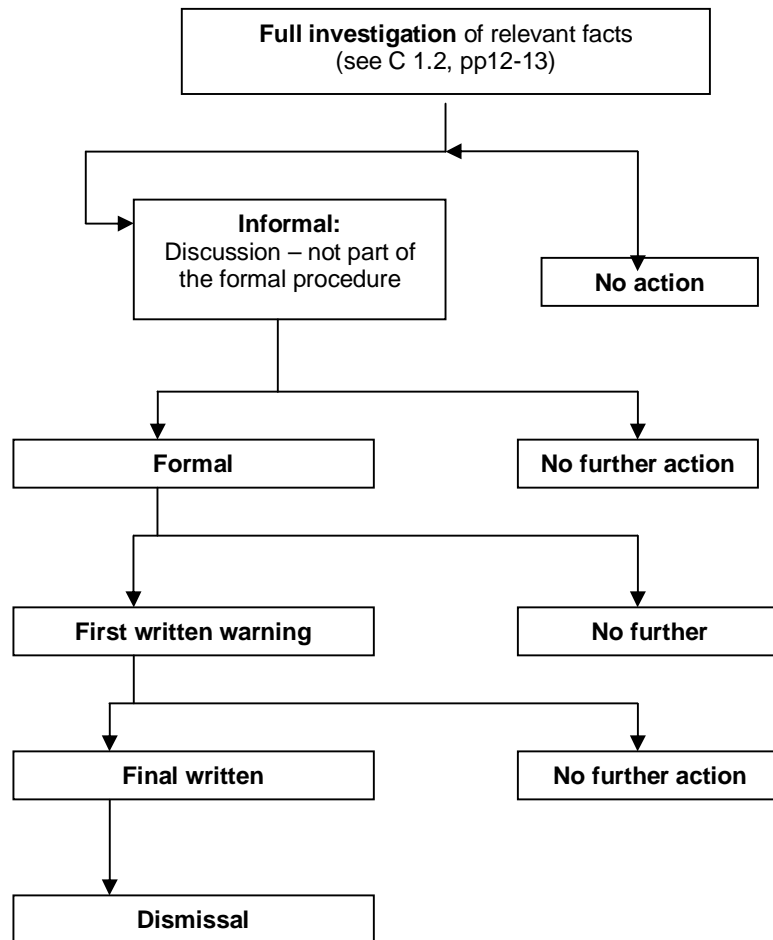 Full investigation of relevant facts
(see C 1.2, pp12-13)
Informal:
Discussion – not part of
the formal procedure
No action
Formal
No further action
First written warning
No further
Final written
No further action
Dismissal